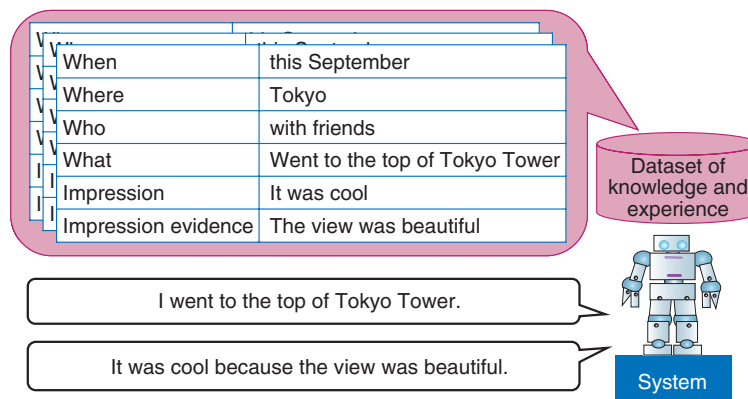 When this September
Where Tokyo
Who with friends
What Went to the top of Tokyo Tower
Impression It was cool
Impression evidence The view was beautiful
Dataset of
knowledge and
experience
I went to the top of Tokyo Tower.
It was cool because the view was beautiful.
System